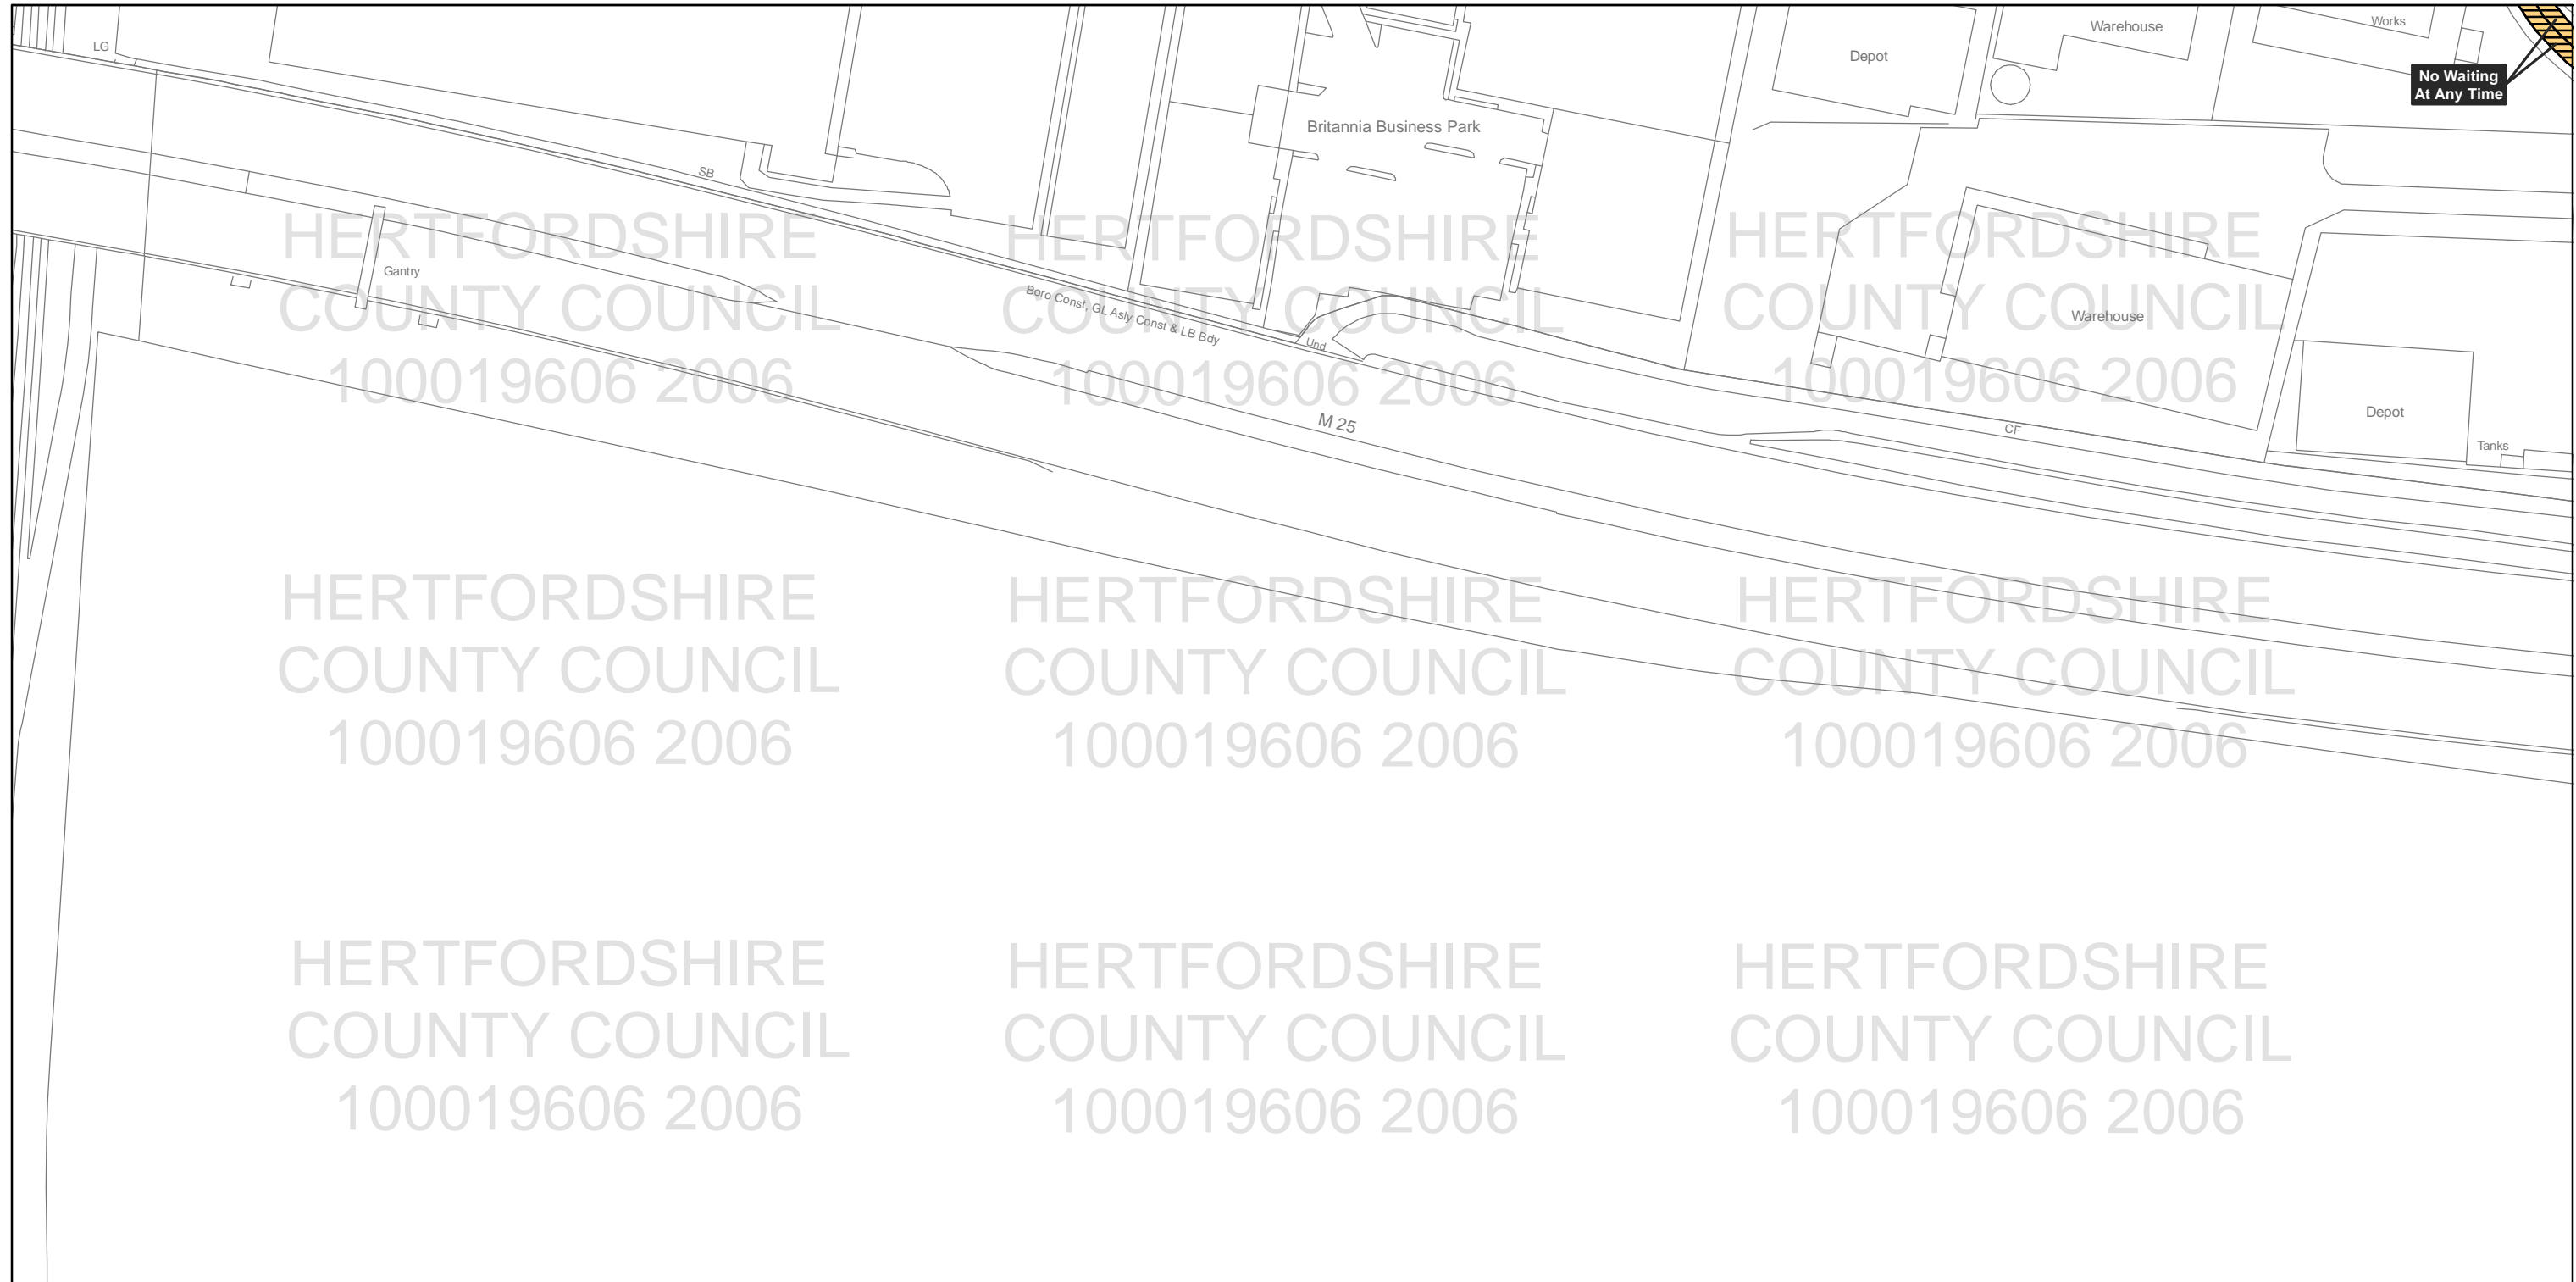 LG
Warehouse
Works
Depot
No Waiting
At Any Time
Britannia Business Park
SB
HERTFORDSHIRE
COUNTY COUNCIL
100019606 2006
HERTFORDSHIRE
COUNTY COUNCIL
100019606 2006
HERTFORDSHIRE
COUNTY COUNCIL
100019606 2006
Gantry
Boro Const, GL Asly Const & LB Bdy
Und
Warehouse
M 25
CF
Depot
Tanks
HERTFORDSHIRE
COUNTY COUNCIL
100019606 2006
HERTFORDSHIRE
COUNTY COUNCIL
100019606 2006
HERTFORDSHIRE
COUNTY COUNCIL
100019606 2006
HERTFORDSHIRE
COUNTY COUNCIL
100019606 2006
HERTFORDSHIRE
COUNTY COUNCIL
100019606 2006
HERTFORDSHIRE
COUNTY COUNCIL
100019606 2006